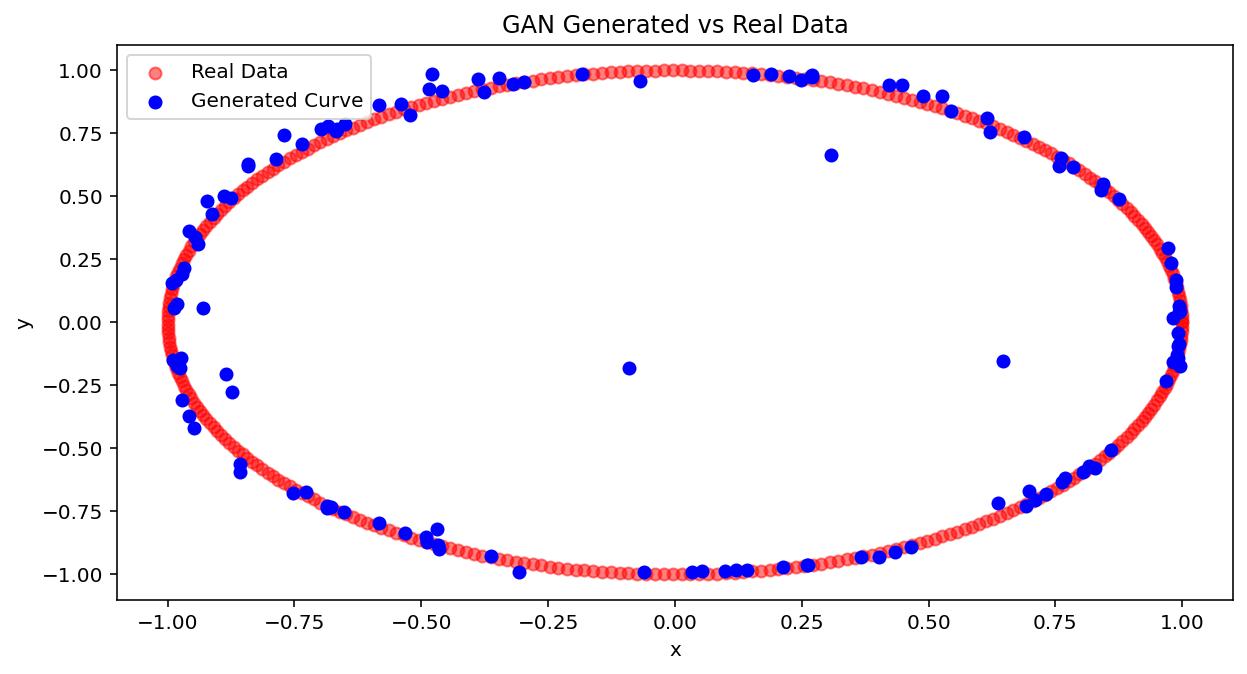 GAN Generated vs Real Data
Real Data
Generated Curve
y
1.00
0.75
0.50
0.25
0.00
−0.25
−0.50
−0.75
−1.00
−1.00 −0.75 −0.50 −0.25 0.00 0.25 0.50 0.75 1.00
x